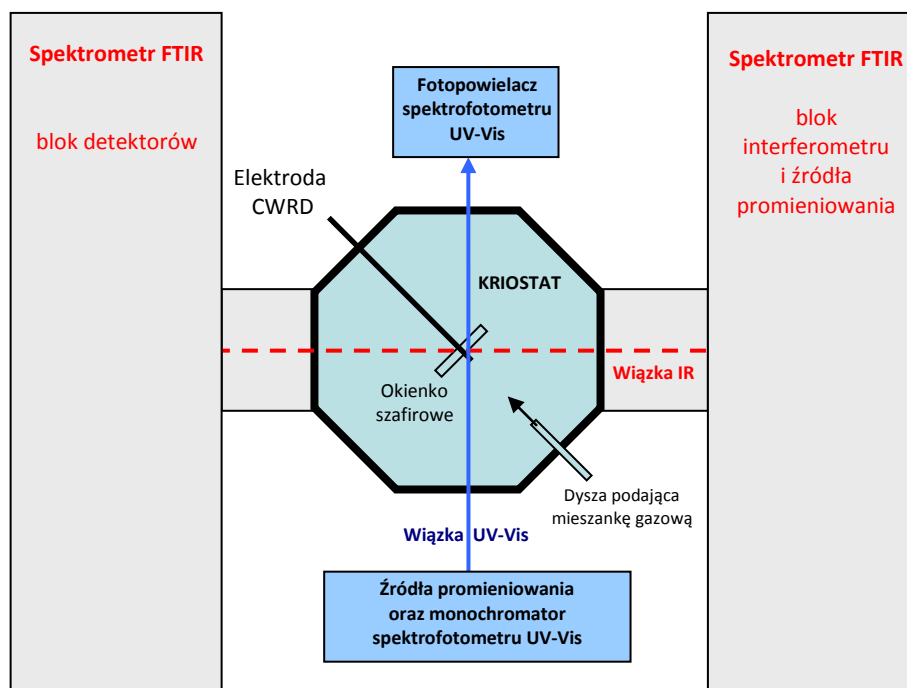 Spektrometr FTIR
blok detektorów
Fotopowielacz
spektrofotometru
UV-Vis
Spektrometr FTIR
blok
interferometru
i źródła
promieniowania
Elektroda
CWRD
KRIOSTAT
Wiązka IR
Okienko
szafirowe
Dysza podająca
mieszankę gazową
Wiązka UV-Vis
Źródła promieniowania
oraz monochromator
spektrofotometru UV-Vis